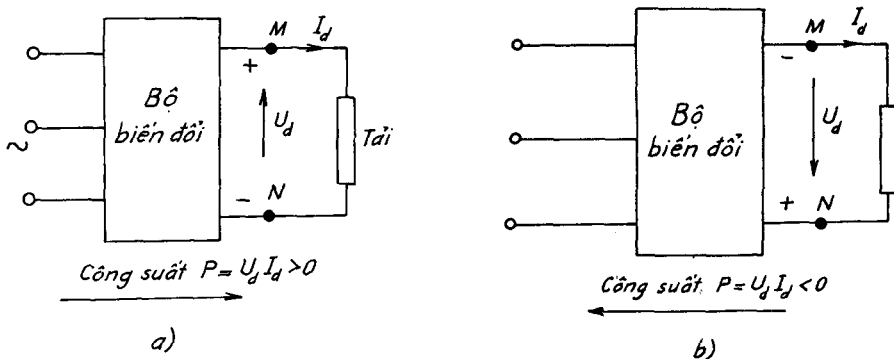 M
I_d
+
Bộ
biến đổi
U_d
Tải
~
-
N
Công suất P = U_d I_d > 0
a)
M
I_d
-
Bộ
biến đổi
U_d
+
N
Công suất P = U_d I_d < 0
b)